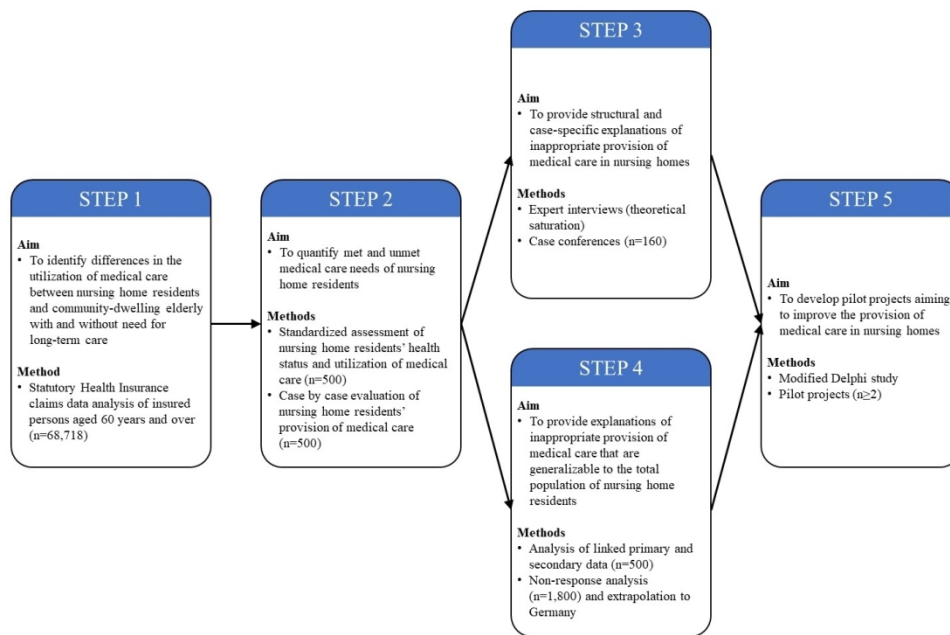 STEP 1
Aim
• To identify differences in the
utilization of medical care
between nursing home residents
and community-dwelling elderly
with and without need for
long-term care
Method
• Statutory Health Insurance
claims data analysis of insured
persons aged 60 years and over
(n=68,718)
STEP 2
Aim
• To quantify met and unmet
medical care needs of nursing
home residents
Methods
• Standardized assessment of
nursing home residents' health
status and utilization of medical
care (n=500)
• Case by case evaluation of
nursing home residents'
provision of medical care
(n=500)
STEP 3
Aim
• To provide structural and
case-specific explanations of
inappropriate provision of
medical care in nursing homes
Methods
• Expert interviews (theoretical
saturation)
• Case conferences (n=160)
STEP 4
Aim
• To provide explanations of
inappropriate provision of
medical care that are
generalizable to the total
population of nursing home
residents
Methods
• Analysis of linked primary and
secondary data (n=500)
• Non-response analysis
(n=1,800) and extrapolation to
Germany
STEP 5
Aim
• To develop pilot projects aiming
to improve the provision of
medical care in nursing homes
Methods
• Modified Delphi study
• Pilot projects (n≥2)